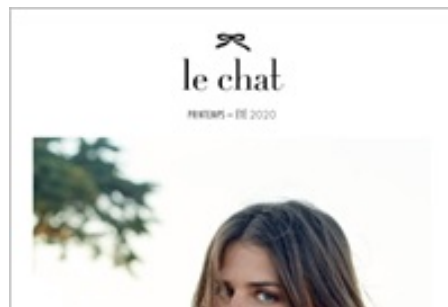 le chat
PRINTEMPS – ÉTÉ 2020